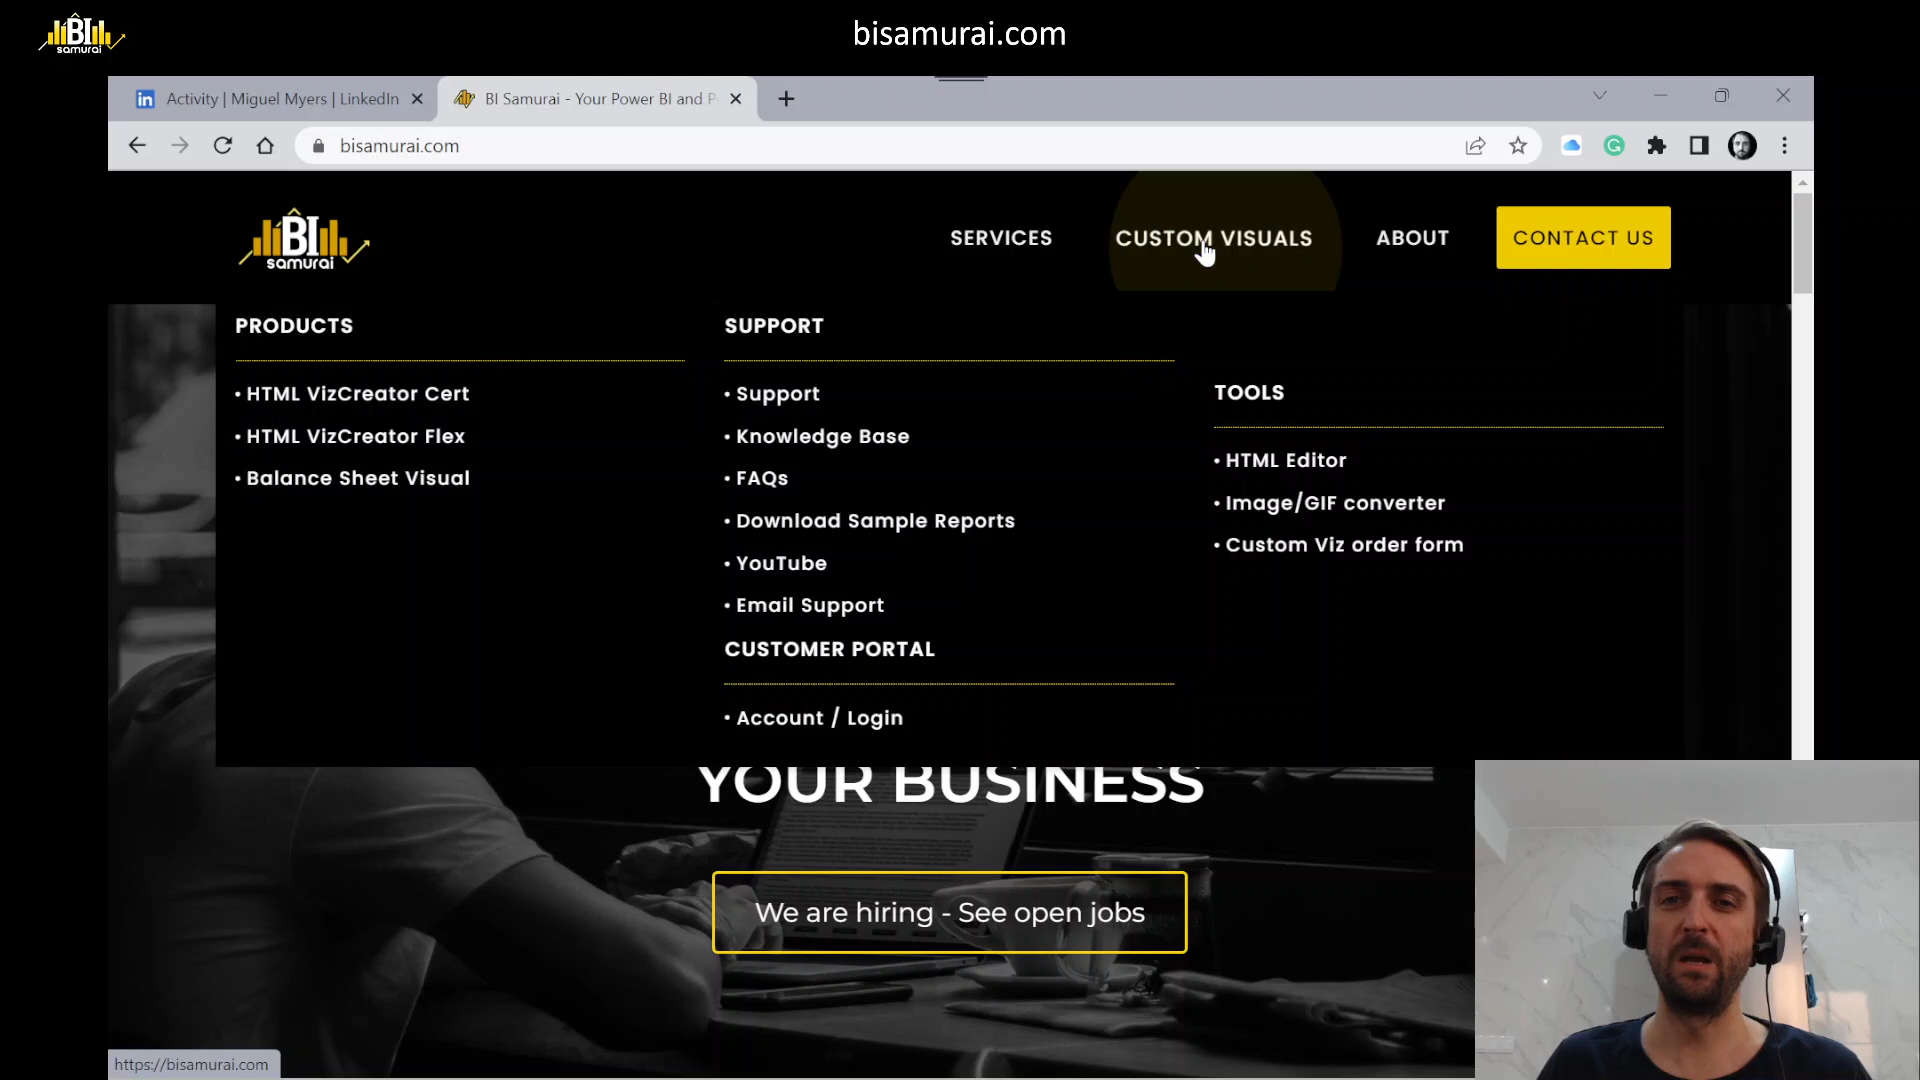 BI
samurai
bisamurai.com
Activity | Miguel Myers | LinkedIn
BI Samurai - Your Power BI and P
bisamurai.com
BI
samurai
SERVICES
CUSTOM VISUALS
ABOUT
CONTACT US
PRODUCTS
• HTML VizCreator Cert
• HTML VizCreator Flex
• Balance Sheet Visual
SUPPORT
• Support
• Knowledge Base
• FAQs
• Download Sample Reports
• YouTube
• Email Support
CUSTOMER PORTAL
• Account / Login
TOOLS
• HTML Editor
• Image/GIF converter
• Custom Viz order form
YOUR BUSINESS
We are hiring - See open jobs
https://bisamurai.com